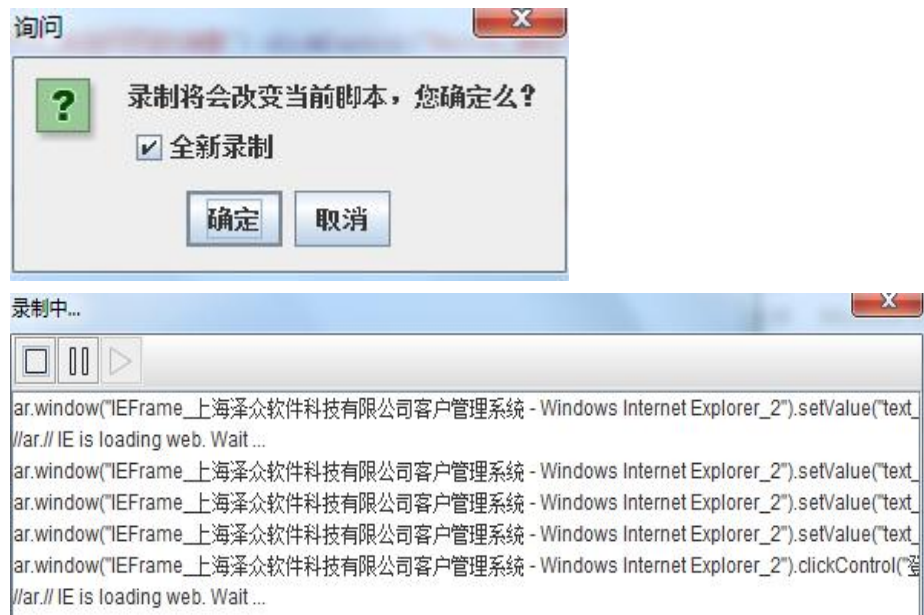 询问
录制将会改变当前脚本，您确定么？
全新录制
确定 取消
录制中...
ar.window("IEFrame_上海泽众软件科技有限公司客户管理系统 - Windows Internet Explorer_2").setValue("text_
//ar.// IE is loading web. Wait ...
ar.window("IEFrame_上海泽众软件科技有限公司客户管理系统 - Windows Internet Explorer_2").setValue("text_
ar.window("IEFrame_上海泽众软件科技有限公司客户管理系统 - Windows Internet Explorer_2").setValue("text_
ar.window("IEFrame_上海泽众软件科技有限公司客户管理系统 - Windows Internet Explorer_2").setValue("text_
ar.window("IEFrame_上海泽众软件科技有限公司客户管理系统 - Windows Internet Explorer_2").clickControl("
//ar.// IE is loading web. Wait ...